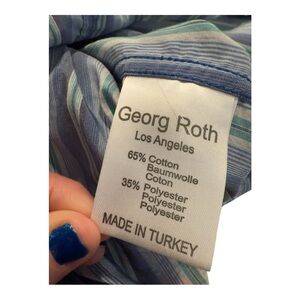 Georg Roth
Los Angeles
65% Cotton
Baumwolle
Coton
35% Polyester
Polyester
Polyester
MADE IN TURKEY